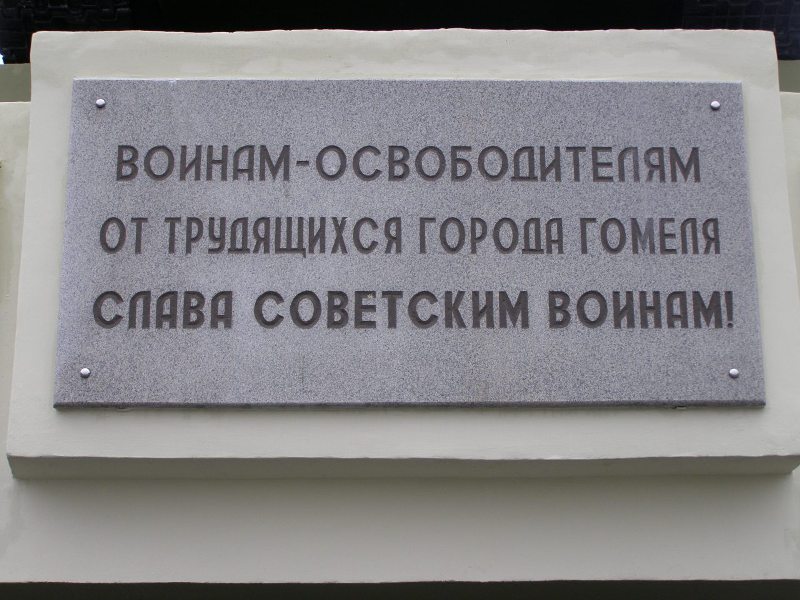 ВОИНАМ-ОСВОБОДИТЕЛЯМ
ОТ ТРУДЯЩИХСЯ ГОРОДА ГОМЕЛЯ
СЛАВА СОВЕТСКИМ ВОИНАМ!